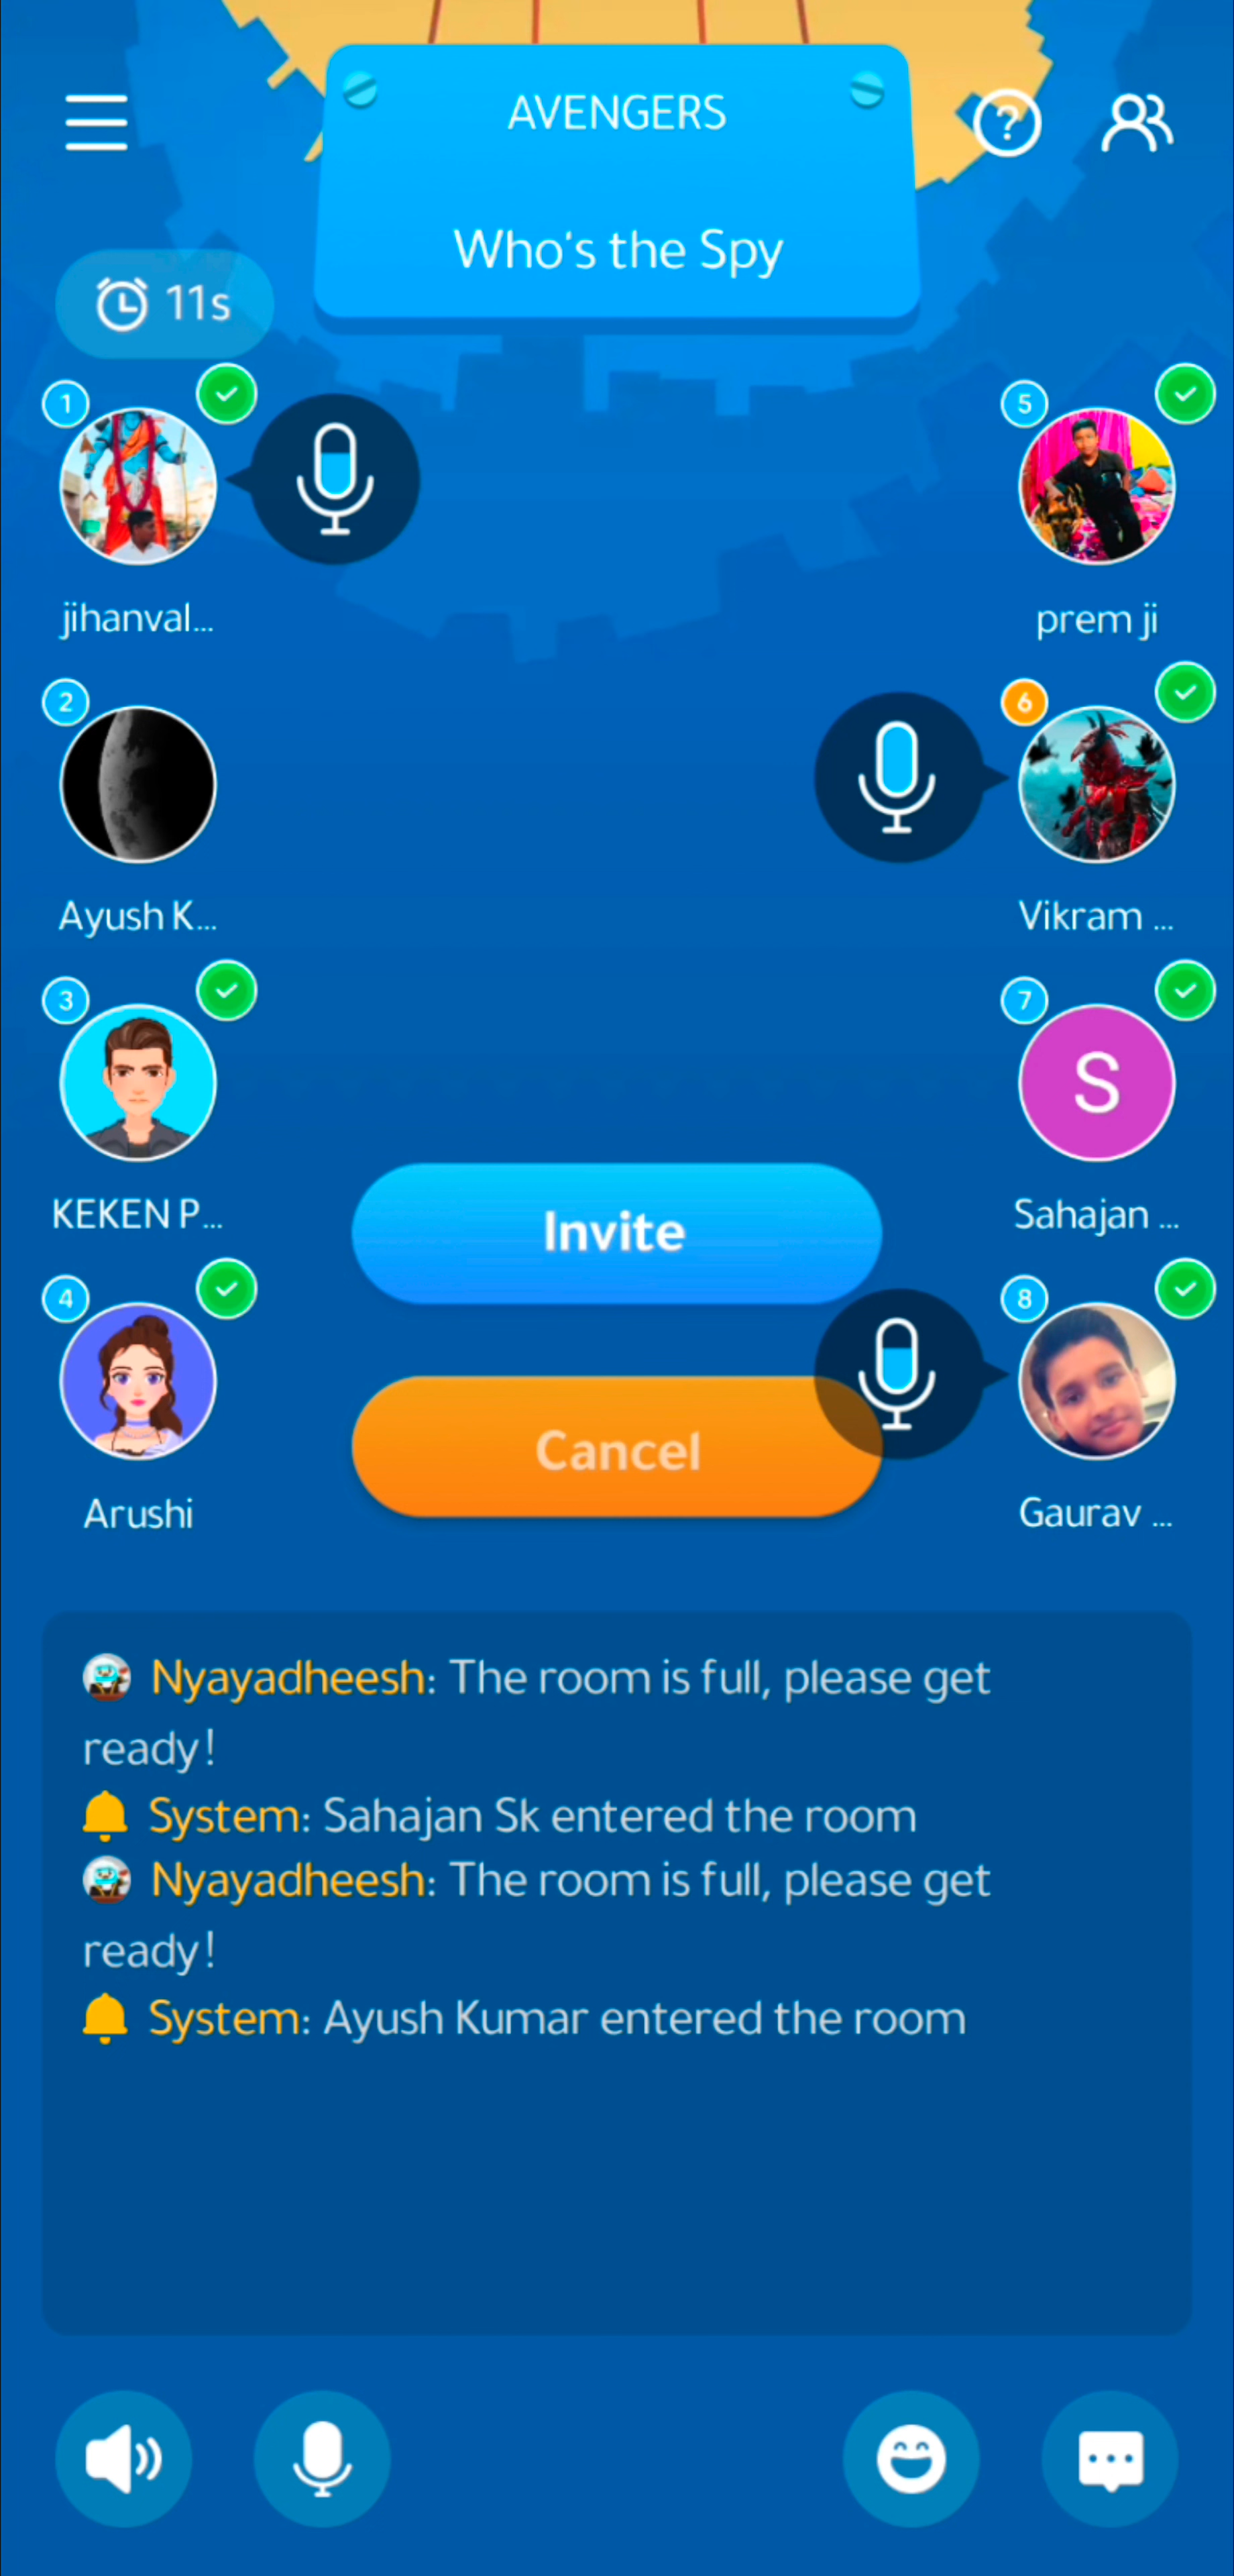 AVENGERS
?
Who's the Spy
11s
1
5
jihanval...
prem ji
2
6
Ayush K...
Vikram ...
3
7
S
KEKEN P...
Sahajan ...
Invite
4
8
Cancel
Arushi
Gaurav ...
Nyayadheesh: The room is full, please get
ready!
System: Sahajan Sk entered the room
Nyayadheesh: The room is full, please get
ready!
System: Ayush Kumar entered the room